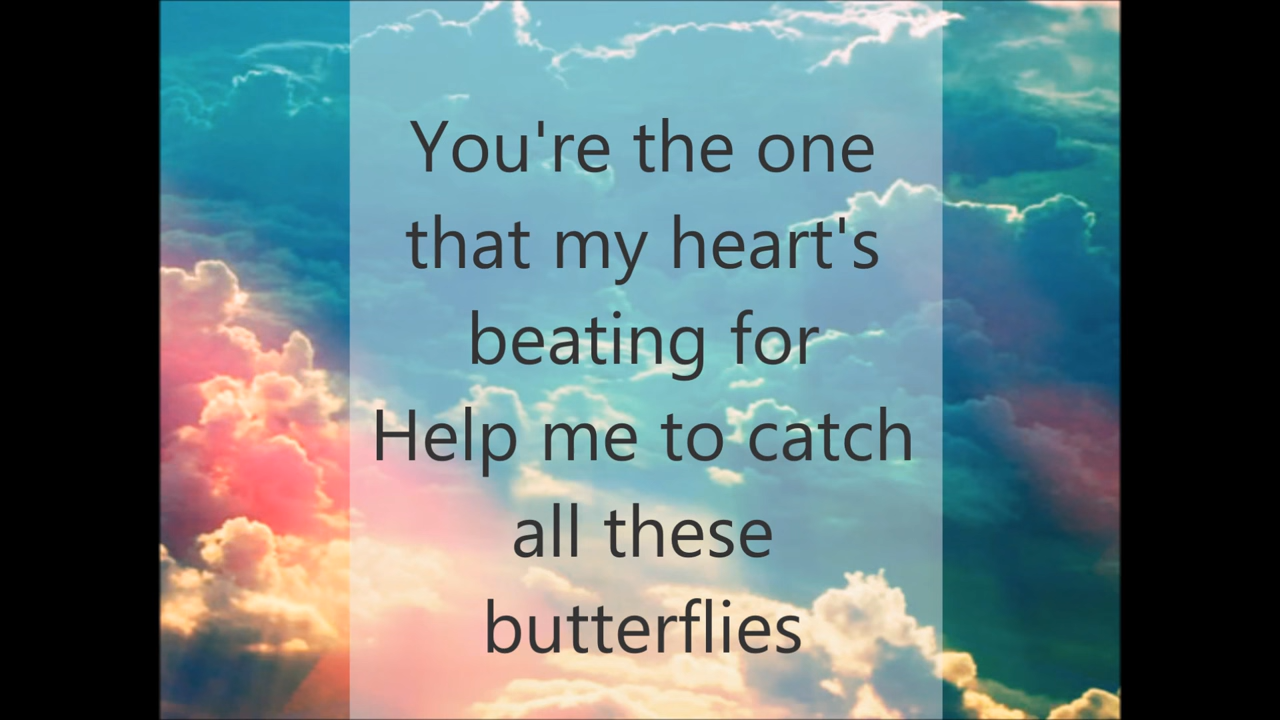 You're the one
that my heart's
beating for
Help me to catch
all these
butterflies